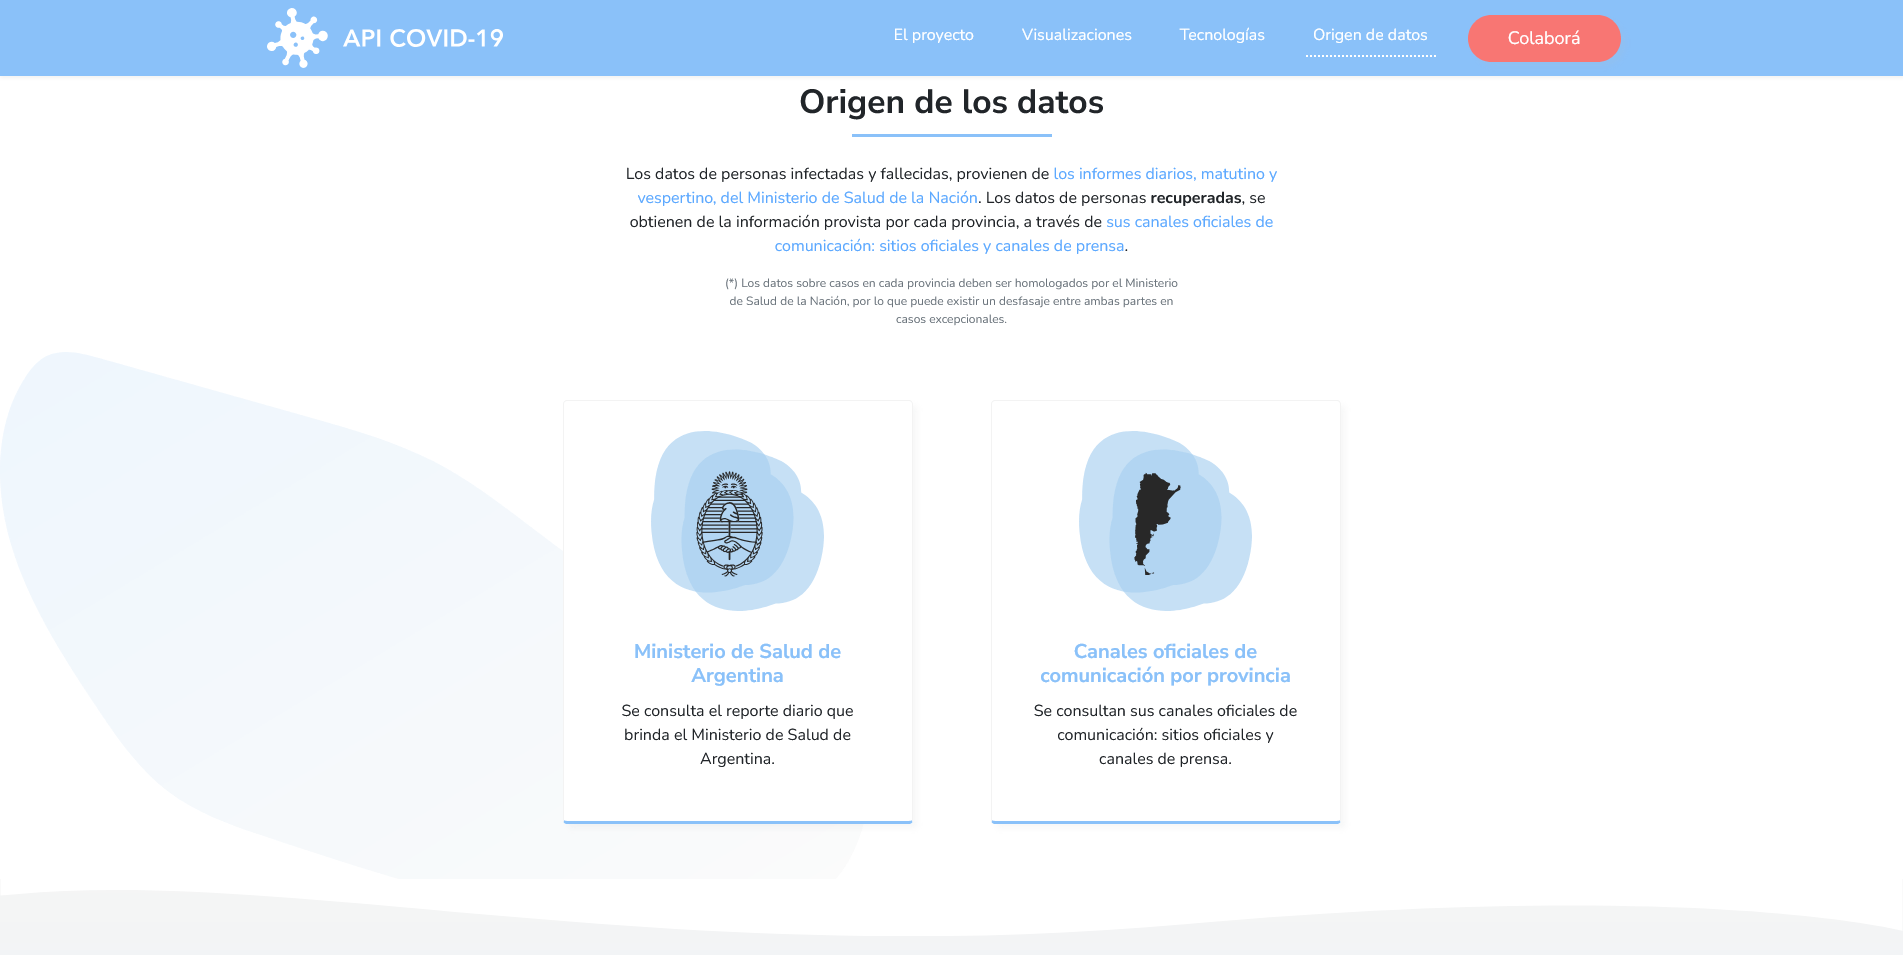 API COVID-19
El proyecto
Visualizaciones
Tecnologías
Origen de datos
Colaborá
Origen de los datos
Los datos de personas infectadas y fallecidas, provienen de los informes diarios, matutino y
vespertino, del Ministerio de Salud de la Nación. Los datos de personas recuperadas, se
obtienen de la información provista por cada provincia, a través de sus canales oficiales de
comunicación: sitios oficiales y canales de prensa.
(*) Los datos sobre casos en cada provincia deben ser homologados por el Ministerio
de Salud de la Nación, por lo que puede existir un desfasaje entre ambas partes en
casos excepcionales.
Ministerio de Salud de
Argentina
Se consulta el reporte diario que
brinda el Ministerio de Salud de
Argentina.
Canales oficiales de
comunicación por provincia
Se consultan sus canales oficiales de
comunicación: sitios oficiales y
canales de prensa.